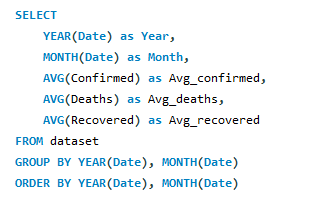 SELECT
YEAR(Date) as Year,
MONTH(Date) as Month,
AVG(Confirmed) as Avg_confirmed,
AVG(Deaths) as Avg_deaths,
AVG(Recovered) as Avg_recovered
FROM dataset
GROUP BY YEAR(Date), MONTH(Date)
ORDER BY YEAR(Date), MONTH(Date)